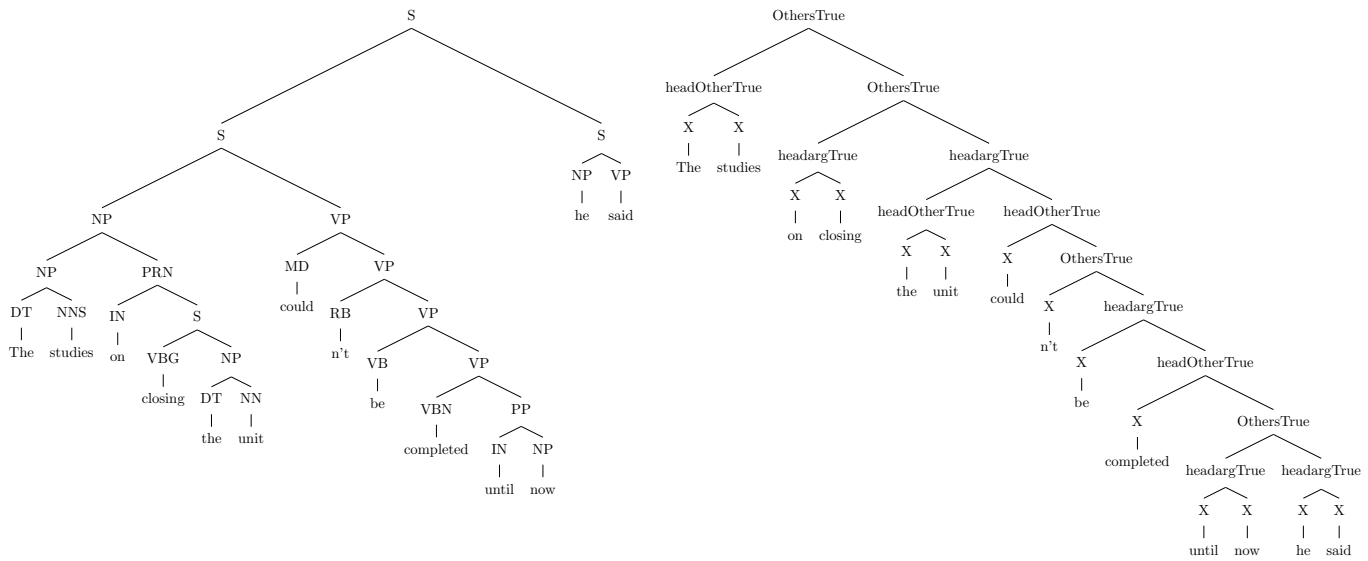 S OthersTrue
headOtherTrue OthersTrue
S S X X
The studies headargTrue headargTrue
NP VP X X
he said headOtherTrue headOtherTrue
NP VP on closing
X X X OthersTrue
NP PRN MD VP the unit could
DT NNS IN S could RB VP X headargTrue
The studies on n't n't
VBG NP VB VP X headOtherTrue
closing DT NN be be
the unit VBN PP X OthersTrue
completed IN NP completed
until now headargTrue headargTrue
X X X X
until now he said